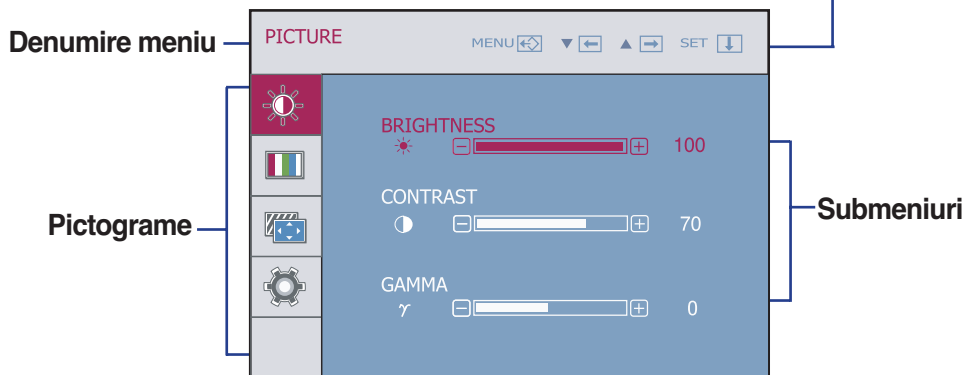 Denumire meniu
PICTURE MENU ▼ ▲ SET
BRIGHTNESS
100
CONTRAST
70
GAMMA
γ 0
Pictograme
Submeniuri